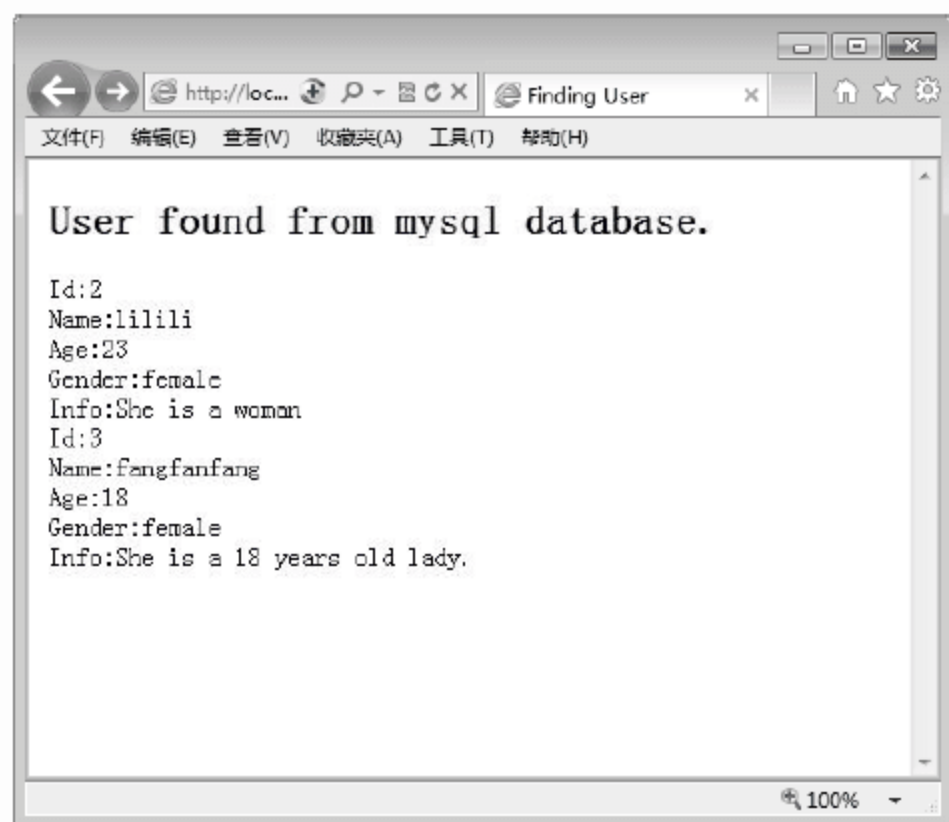 http://loc...
Finding User
文件(F) 编辑(E) 查看(V) 收藏夹(A) 工具(T) 帮助(H)
User found from mysql database.
Id:2
Name:lilili
Age:23
Gender:female
Info:She is a woman
Id:3
Name:fangfanfang
Age:18
Gender:female
Info:She is a 18 years old lady.
100%